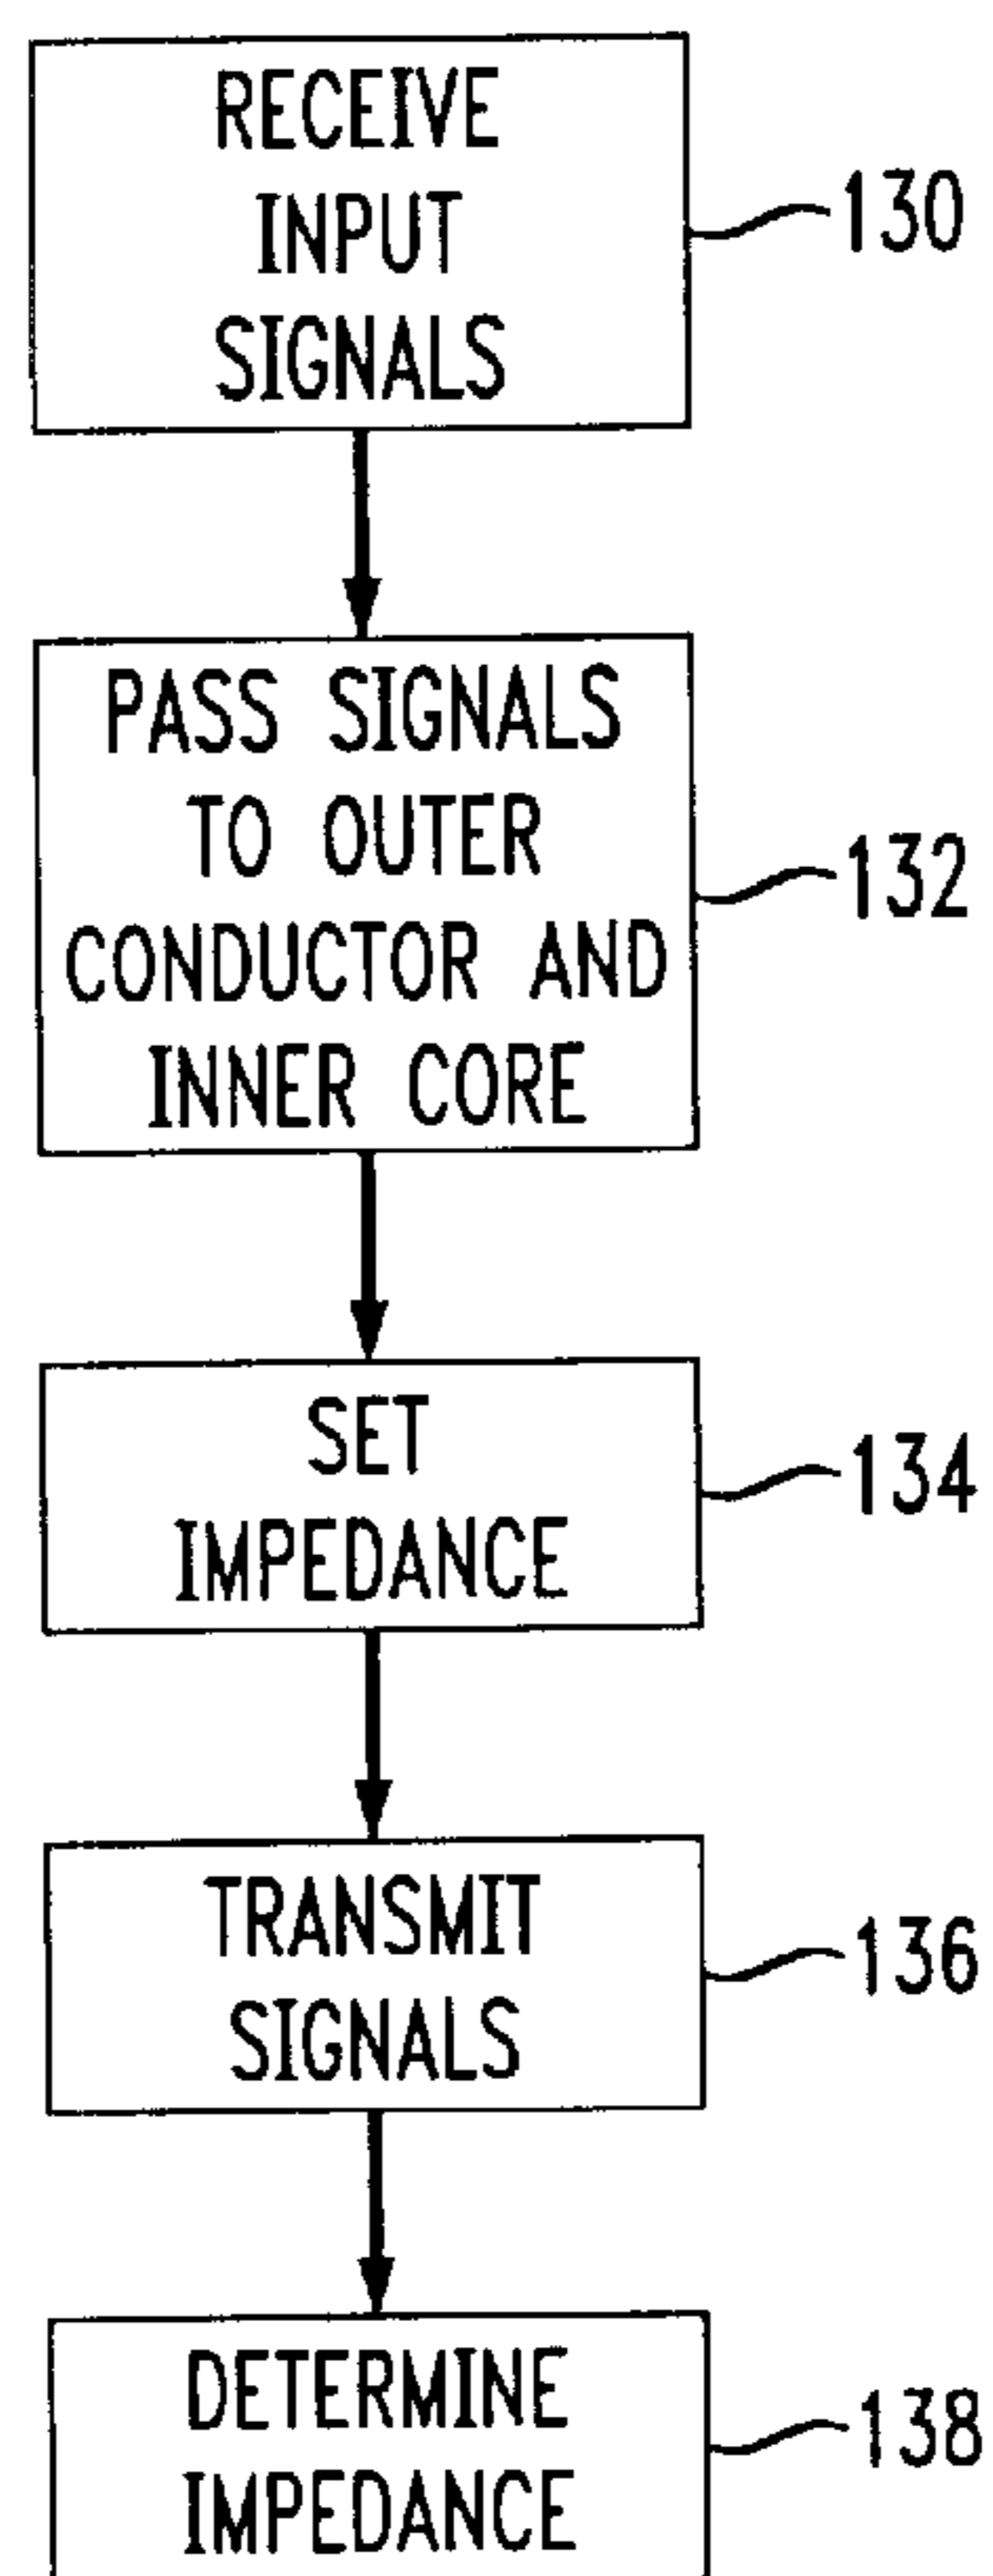 RECEIVE
INPUT
SIGNALS
130
PASS SIGNALS
TO OUTER
CONDUCTOR AND
INNER CORE
132
SET
IMPEDANCE
134
TRANSMIT
SIGNALS
136
DETERMINE
IMPEDANCE
138